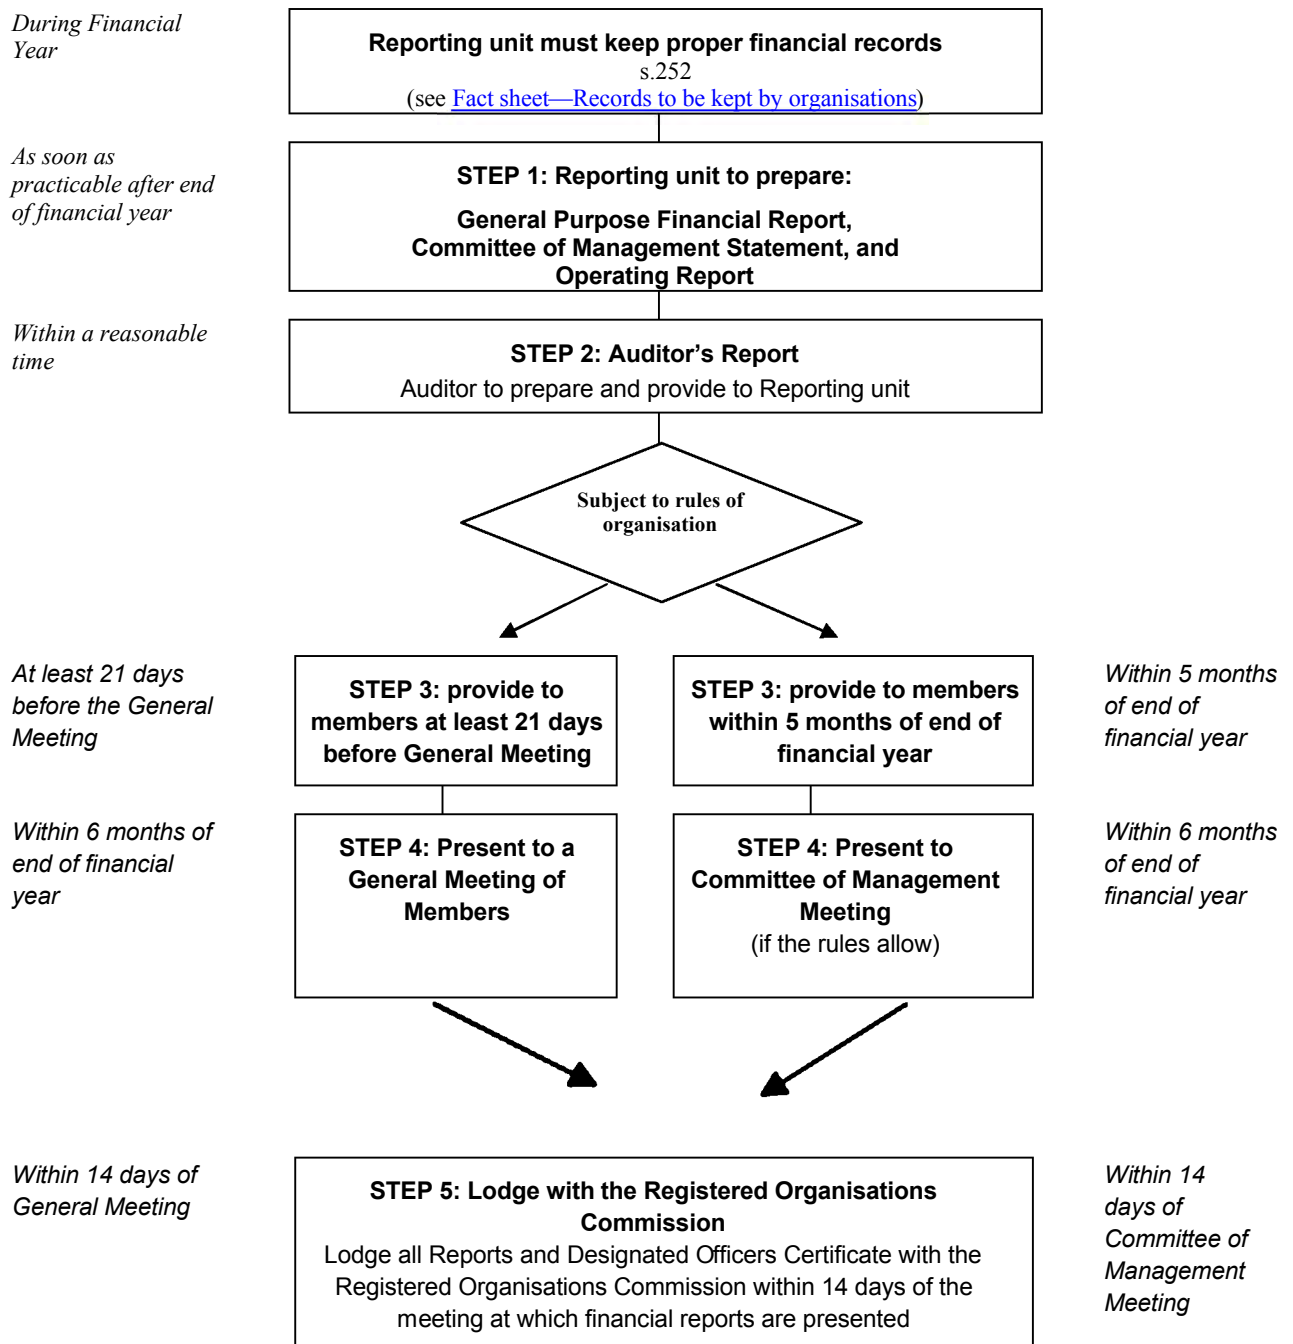 During Financial
Year
Reporting unit must keep proper financial records
s.252
(see Fact sheet—Records to be kept by organisations)
As soon as
practicable after end
of financial year
STEP 1: Reporting unit to prepare:
General Purpose Financial Report,
Committee of Management Statement, and
Operating Report
Within a reasonable
time
STEP 2: Auditor’s Report
Auditor to prepare and provide to Reporting unit
Subject to rules of
organisation
At least 21 days
before the General
Meeting
STEP 3: provide to
members at least 21 days
before General Meeting
STEP 3: provide to members
within 5 months of end of
financial year
Within 5 months
of end of
financial year
Within 6 months of
end of financial
year
STEP 4: Present to a
General Meeting of
Members
STEP 4: Present to
Committee of Management
Meeting
(if the rules allow)
Within 6 months
of end of
financial year
Within 14 days of
General Meeting
STEP 5: Lodge with the Registered Organisations
Commission
Lodge all Reports and Designated Officers Certificate with the
Registered Organisations Commission within 14 days of the
meeting at which financial reports are presented
Within 14
days of
Committee of
Management
Meeting